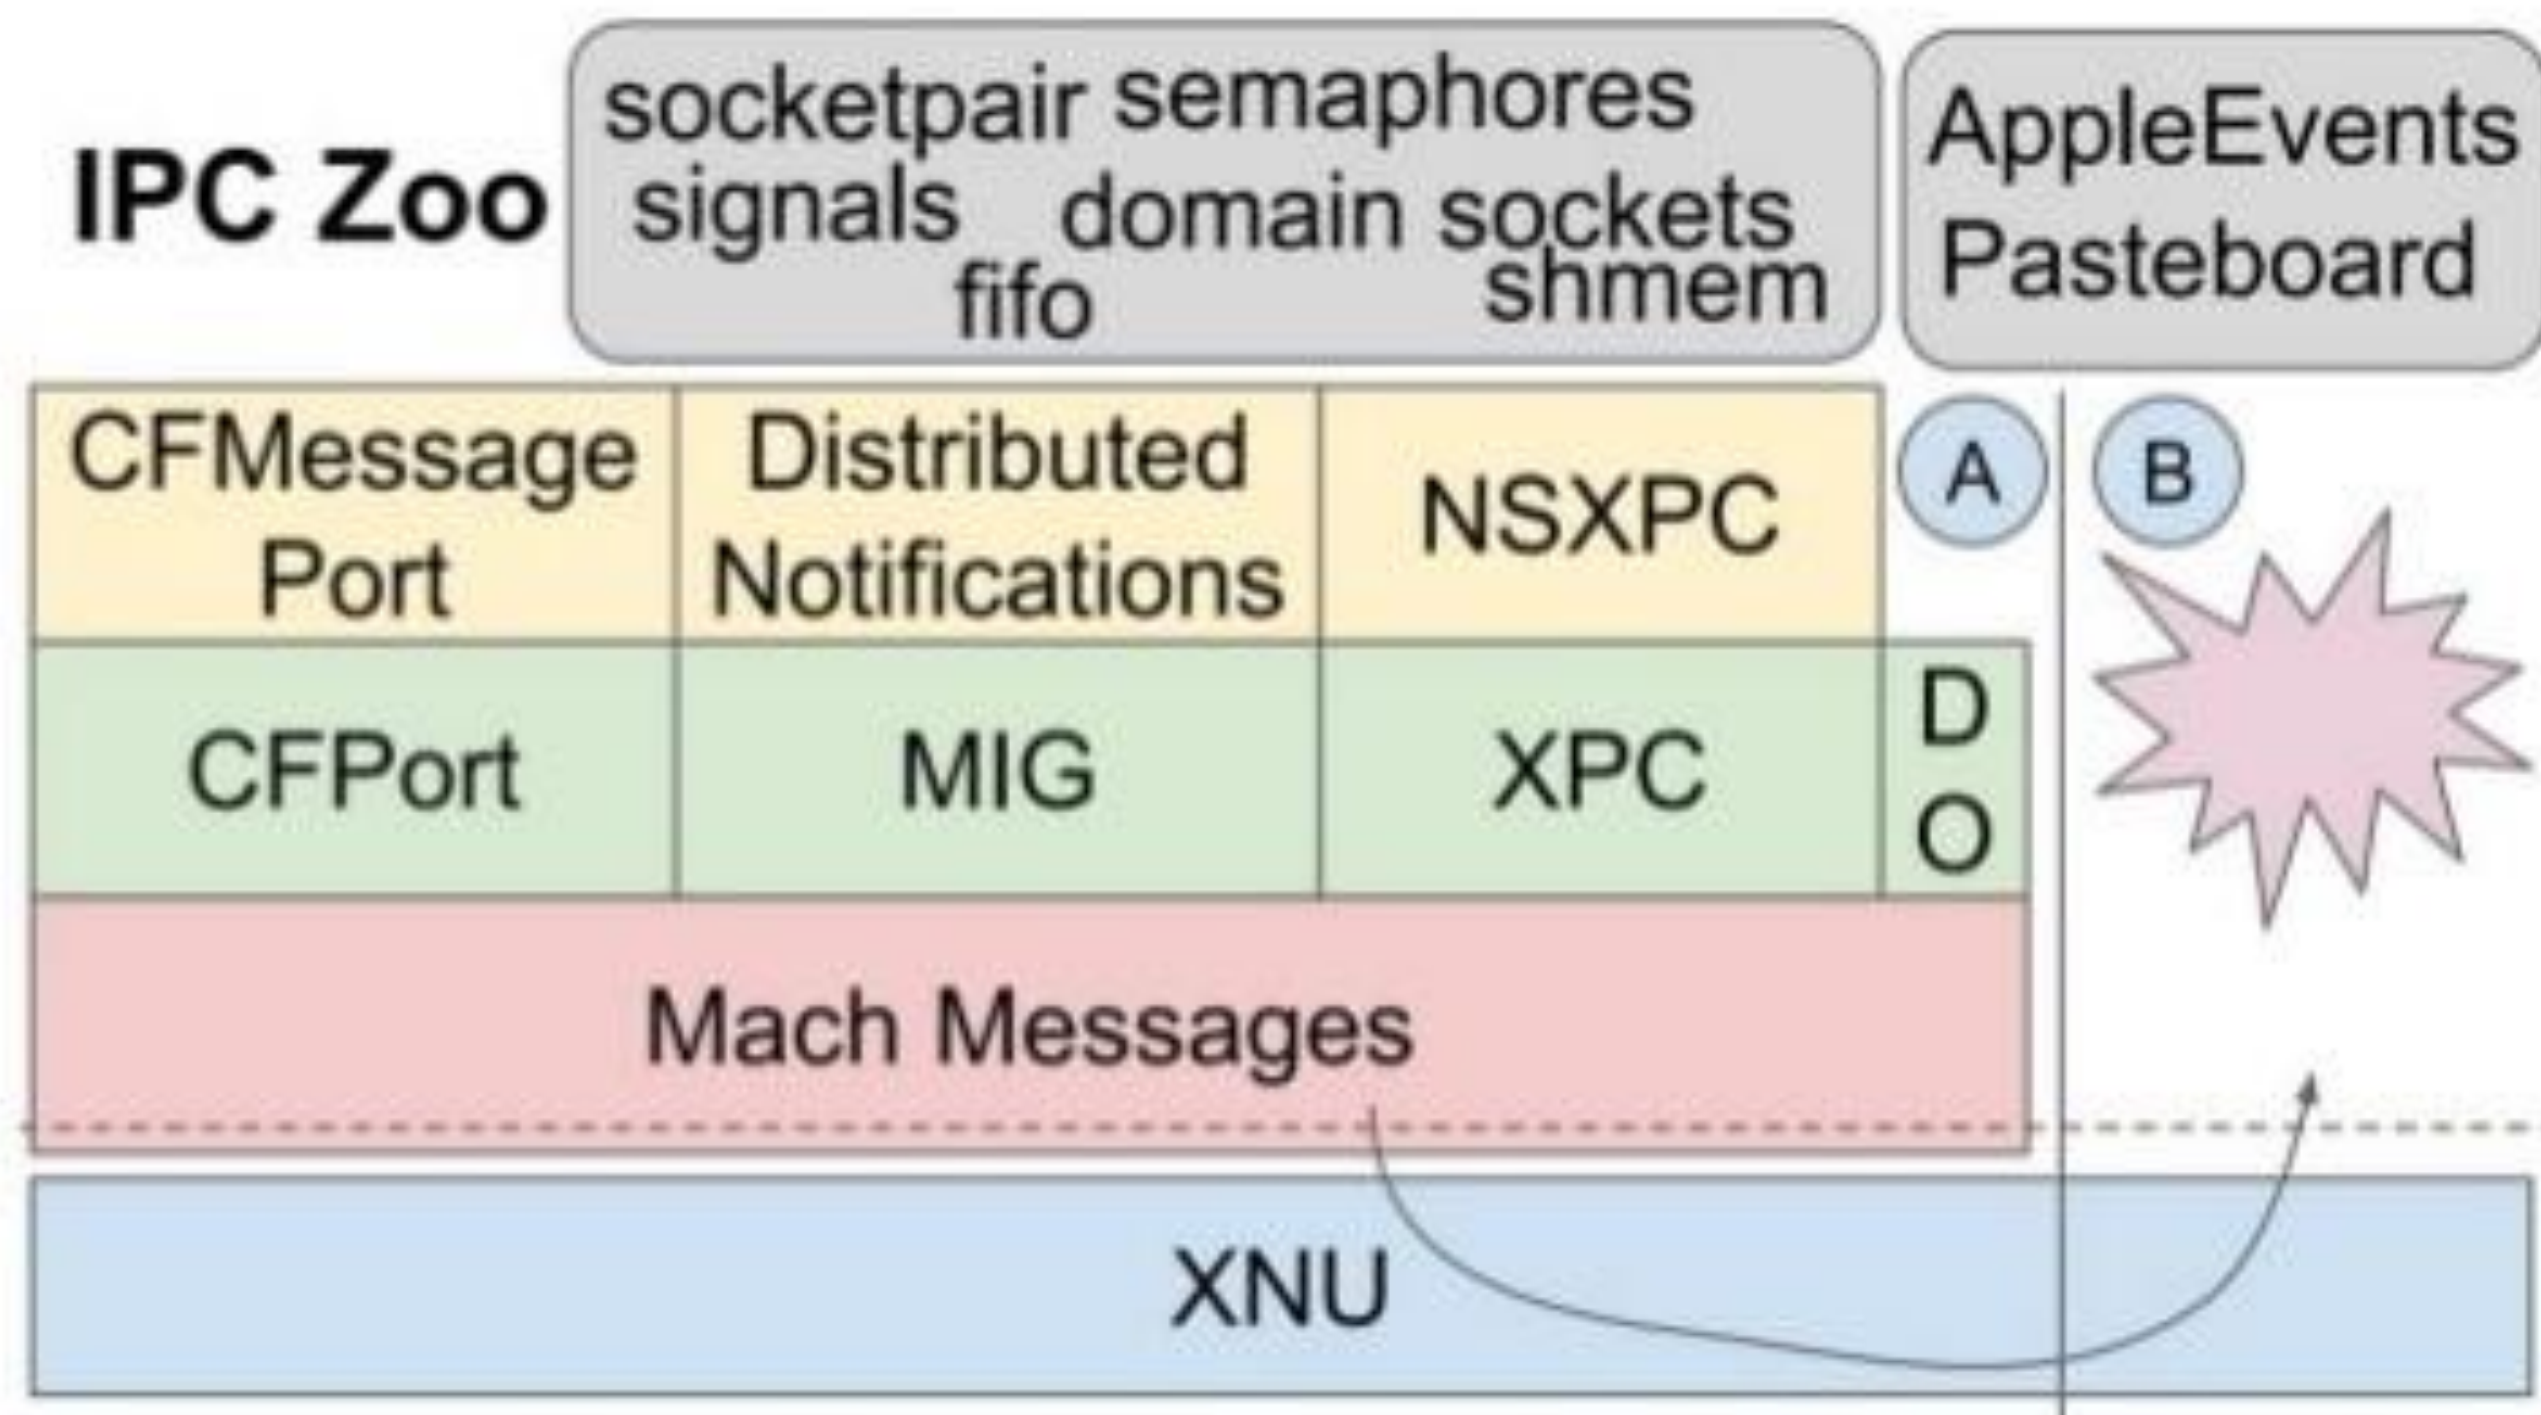 IPC Zoo
socketpair semaphores
signals domain sockets
fifo shmem
AppleEvents
Pasteboard
CFMessage
Port
Distributed
Notifications
NSXPC
A
B
CFPort
MIG
XPC
D
O
Mach Messages
XNU